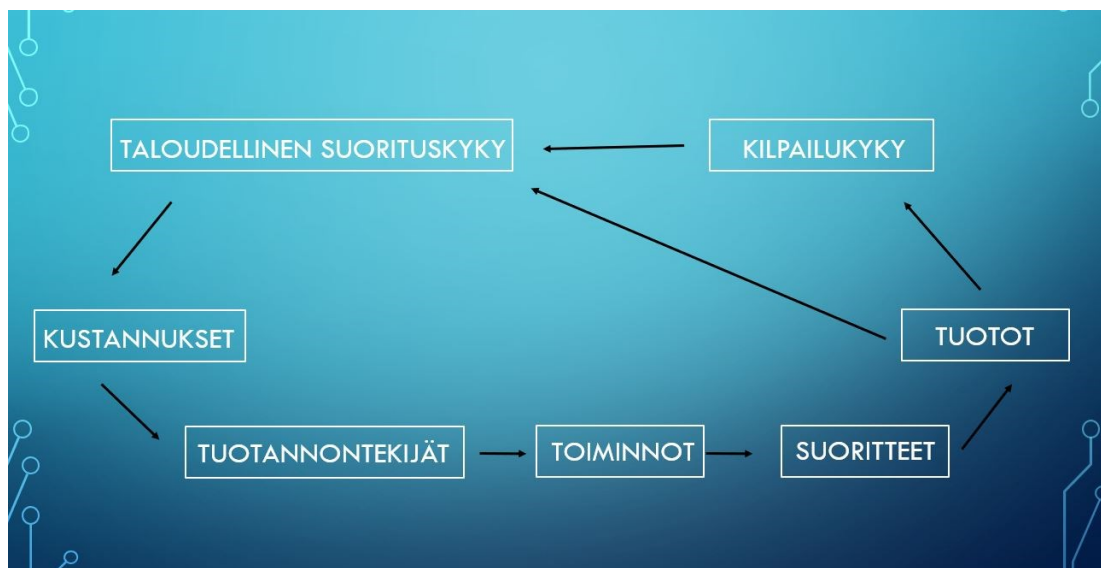 TALOUDELLINEN SUORITUSKYKY
KILPAILUKYKY
KUSTANNUKSET
TUOTOT
TUOTANNONTEKIJÄT
TOIMINNOT
SUORITTEET